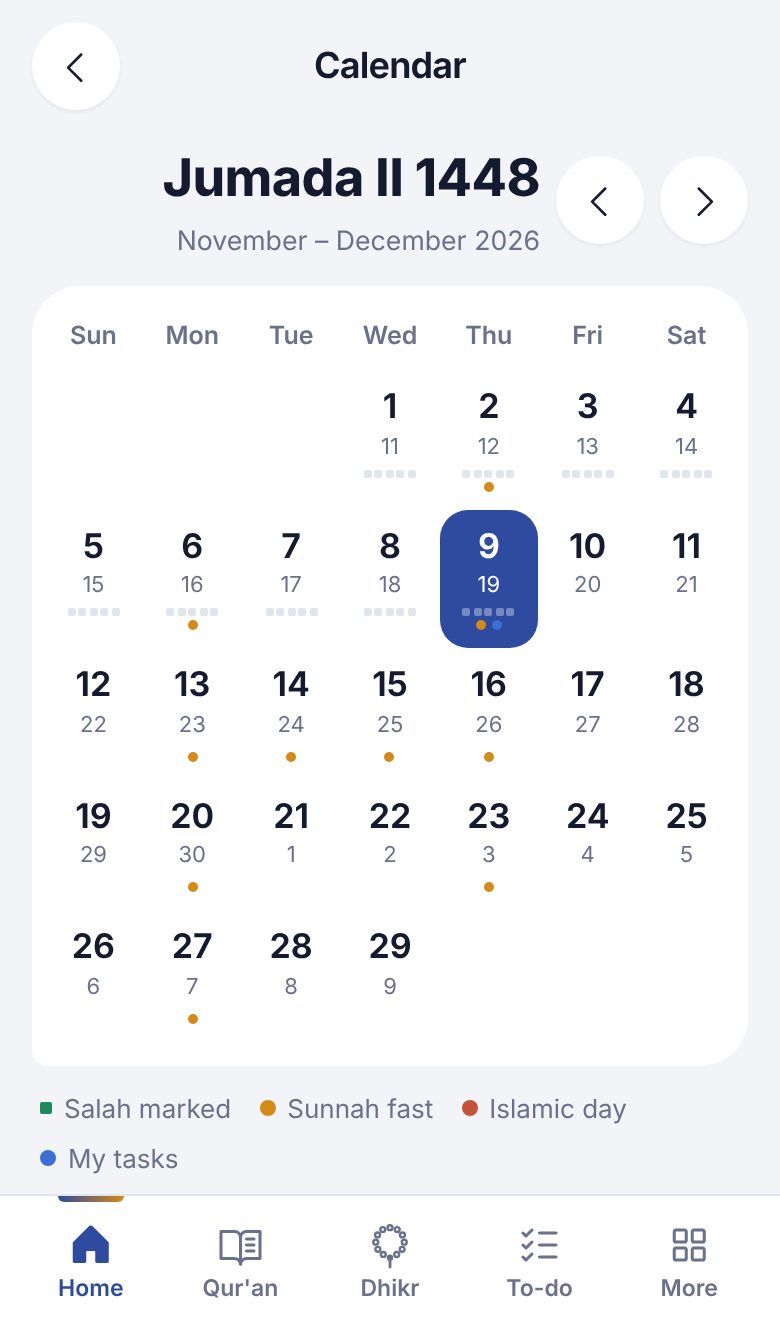 Calendar
Jumada II 1448
November – December 2026
Sun Mon Tue Wed Thu Fri Sat
1 2 3 4
11 12 13 14
5 6 7 8 9 10 11
15 16 17 18 19 20 21
12 13 14 15 16 17 18
22 23 24 25 26 27 28
19 20 21 22 23 24 25
29 30 1 2 3 4 5
26 27 28 29
6 7 8 9
Salah marked Sunnah fast Islamic day
My tasks
Home Qur'an Dhikr To-do More